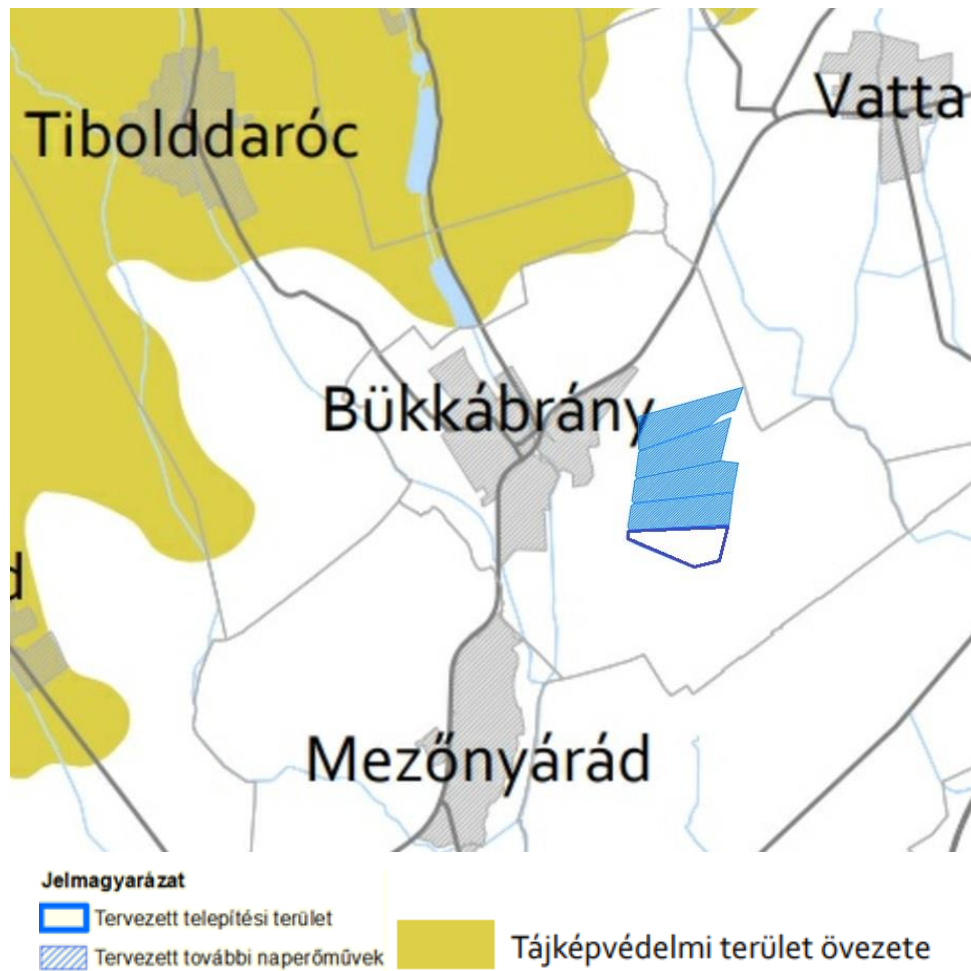 Vatta
Tibolddaróc
Bükkábrány
d
Mezőnyárád
Jelmagyarázat
Tervezett telepítési terület
Tervezett további naperőművek
Tájképvédelmi terület övezete